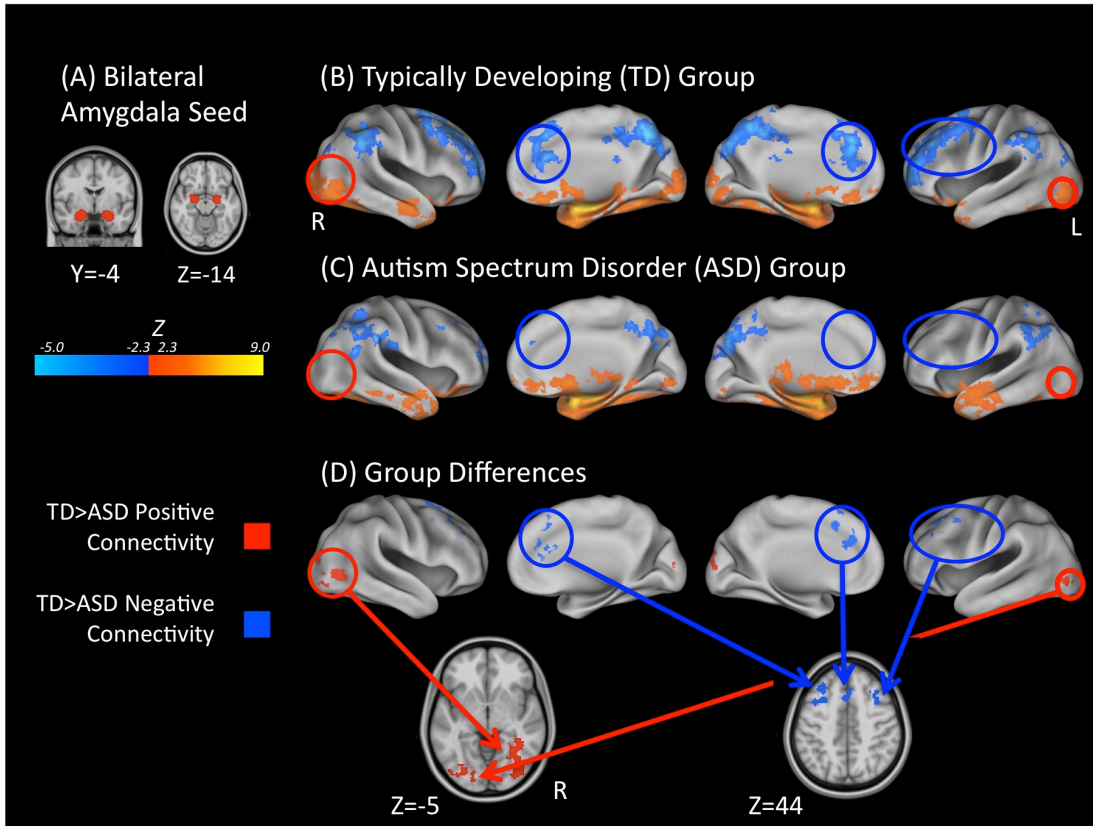 (A) Bilateral
Amygdala Seed
Y=-4
Z=-14
Z
-5.0
-2.3
2.3
9.0
(B) Typically Developing (TD) Group
R
L
(C) Autism Spectrum Disorder (ASD) Group
(D) Group Differences
TD>ASD Positive
Connectivity
TD>ASD Negative
Connectivity
R
Z=-5
Z=44